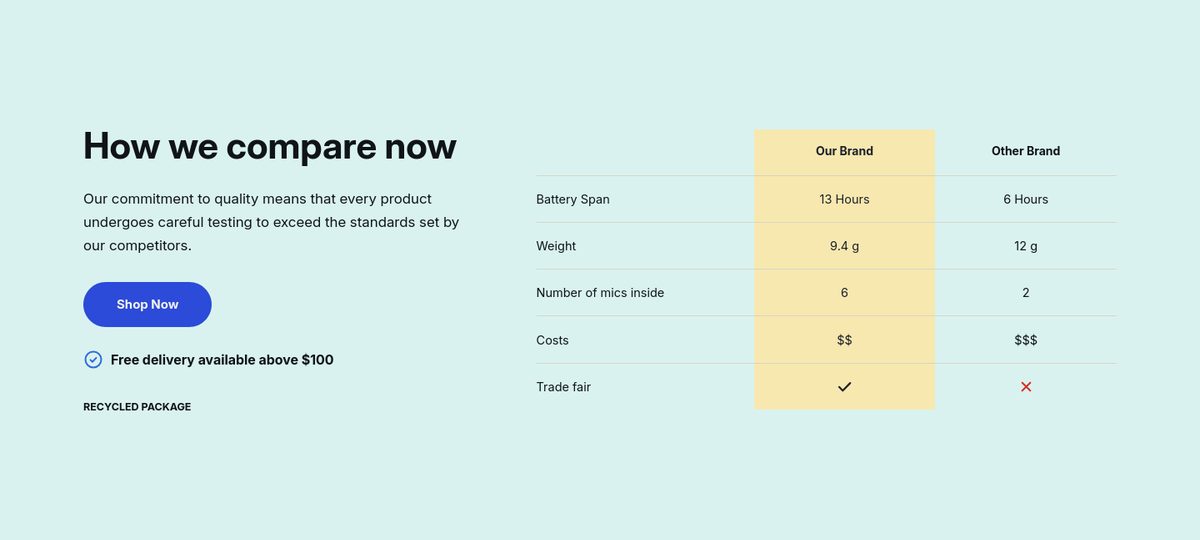 How we compare now
Our commitment to quality means that every product
undergoes careful testing to exceed the standards set by
our competitors.
Shop Now
Free delivery available above $100
RECYCLED PACKAGE
Our Brand Other Brand
Battery Span 13 Hours 6 Hours
Weight 9.4 g 12 g
Number of mics inside 6 2
Costs $$ $$$
Trade fair